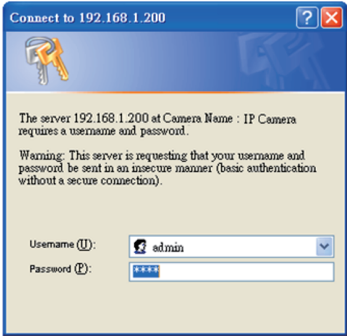 Connect to 192.168.1.200
The server 192.168.1.200 at Camera Name : IP Camera
requires a username and password.
Warning: This server is requesting that your username and
password be sent in an insecure manner (basic authentication
without a secure connection).
Username (U):
admin
Password (P):
****